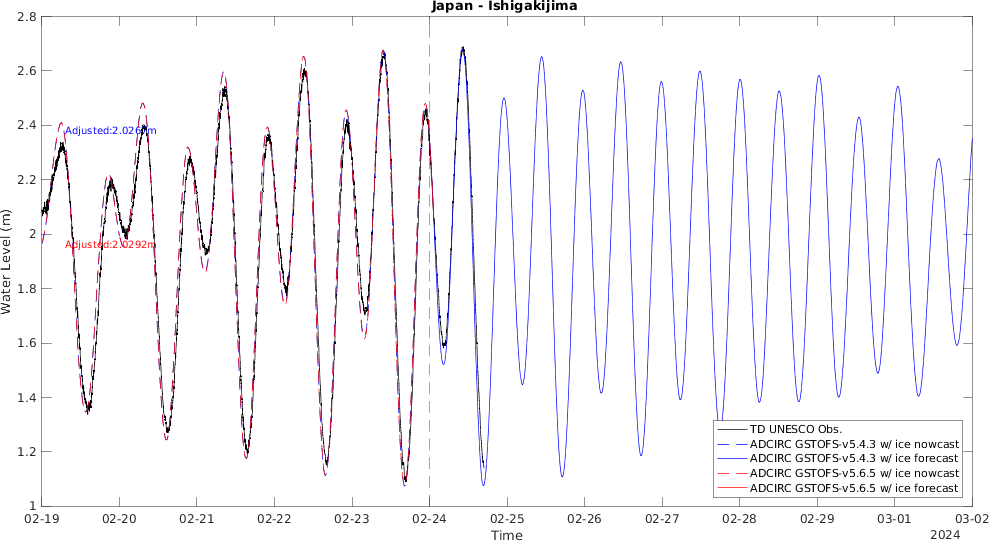 Japan - Ishigakijima
Water Level (m)
2.8
2.6
2.4
2.2
2
1.8
1.6
1.4
1.2
1
Adjusted:2.0292m
TD UNESCO Obs.
ADCIRC GSTOFS-v5.4.3 w/ ice nowcast
ADCIRC GSTOFS-v5.4.3 w/ ice forecast
ADCIRC GSTOFS-v5.6.5 w/ ice nowcast
ADCIRC GSTOFS-v5.6.5 w/ ice forecast
02-19 02-20 02-21 02-22 02-23 02-24 02-25 02-26 02-27 02-28 02-29 03-01 03-02
Time
2024